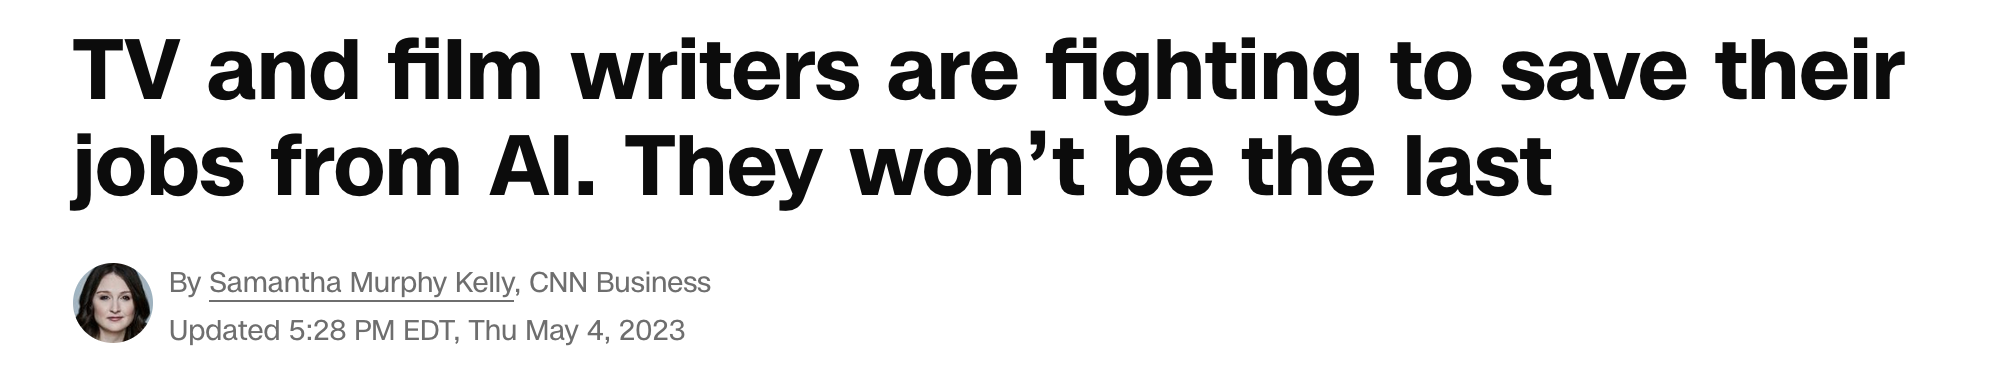 TV and film writers are fighting to save their
jobs from AI. They won’t be the last
By Samantha Murphy Kelly, CNN Business
Updated 5:28 PM EDT, Thu May 4, 2023